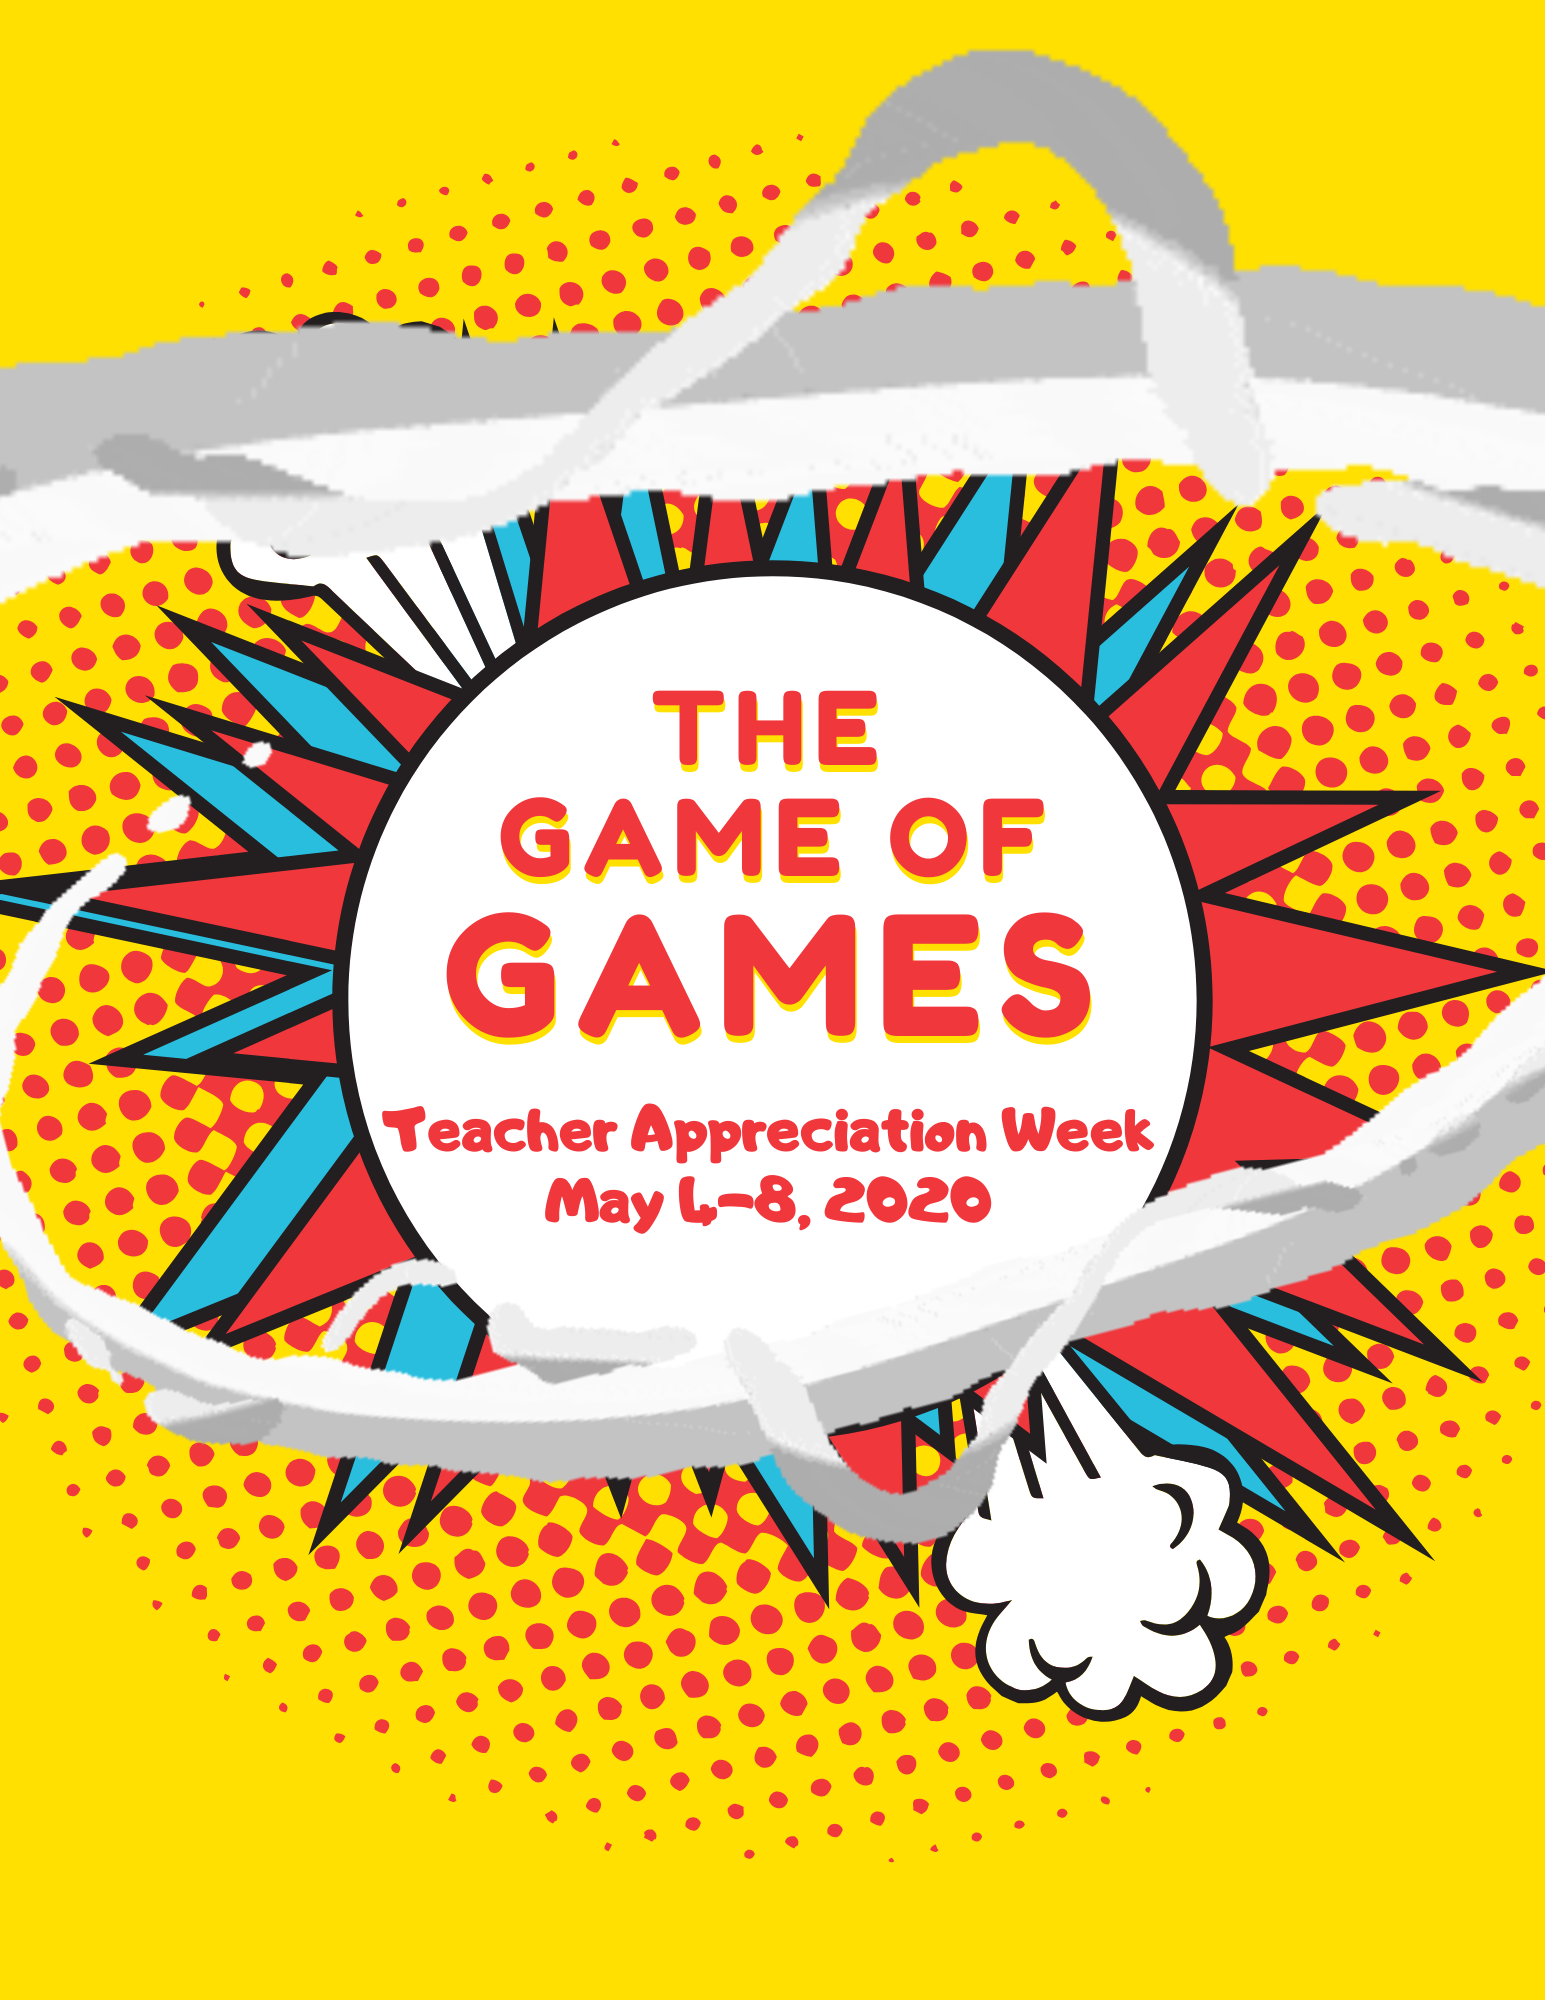 THE
GAME OF
GAMES
Teacher Appreciation Week
May 4-8, 2020